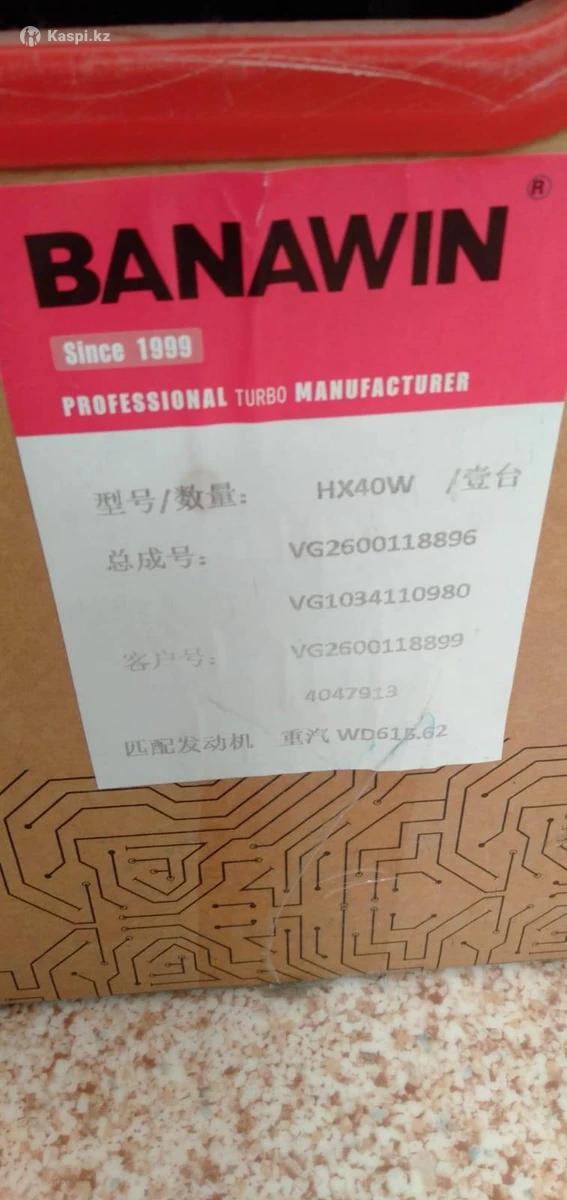 Kaspi.kz
BANAWIN ®
Since 1999
PROFESSIONAL TURBO MANUFACTURER
型号/数量: HX40W /壹台
总成号: VG2600118896
VG1034110980
客户号: VG2600118899
4047913
匹配发动机 重汽 WD615.62